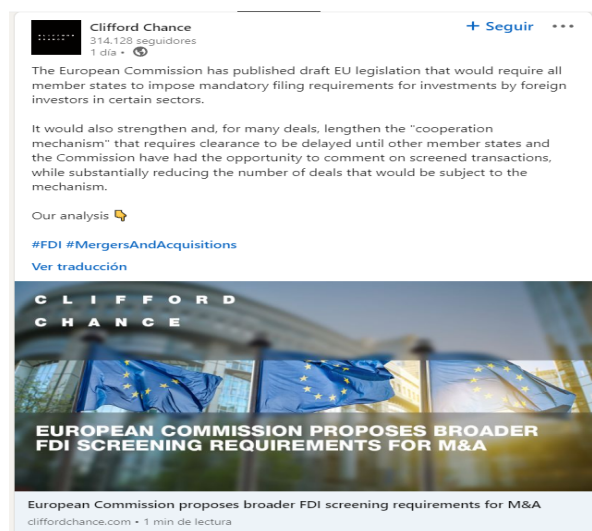 Clifford Chance
+ Seguir
314.128 seguidores
1 día •
The European Commission has published draft EU legislation that would require all
member states to impose mandatory filing requirements for investments by foreign
investors in certain sectors.
It would also strengthen and, for many deals, lengthen the "cooperation
mechanism" that requires clearance to be delayed until other member states and
the Commission have had the opportunity to comment on screened transactions,
while substantially reducing the number of deals that would be subject to the
mechanism.
Our analysis 👇
#FDI #MergersAndAcquisitions
Ver traducción
CLIFFORD
CHANCE
EUROPEAN COMMISSION PROPOSES BROADER
FDI SCREENING REQUIREMENTS FOR M&A
European Commission proposes broader FDI screening requirements for M&A
cliffordchance.com • 1 min de lectura